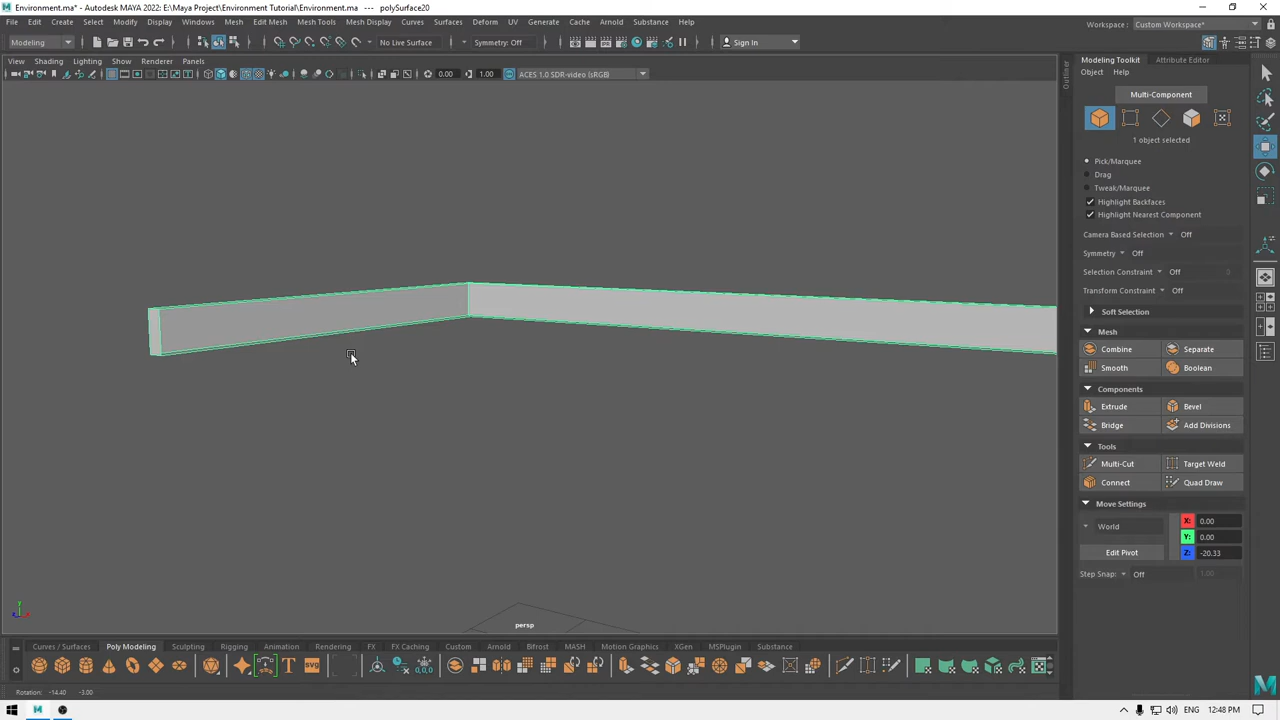 Environment.ma* - Autodesk MAYA 2022: E:\Maya Project\Environment Tutorial\Environment.ma --- polySurface20
File Edit Create Select Modify Display Windows Mesh Edit Mesh Mesh Tools Mesh Display Curves Surfaces Deform UV Generate Cache Arnold Substance Help
Workspace : Custom Workspace*
Modeling No Live Surface Symmetry: Off Sign In
View Shading Lighting Show Renderer Panels
0.00 1.00 ACES 1.0 SDR-video (sRGB)
Outliner
Modeling Toolkit Attribute Editor
Object Help
Multi-Component
1 object selected
Pick/Marquee
Drag
Tweak/Marquee
Highlight Backfaces
Highlight Nearest Component
Camera Based Selection Off
Symmetry Off
Selection Constraint Off
Transform Constraint Off
Soft Selection
Mesh
Combine Separate
Smooth Boolean
Components
Extrude Bevel
Bridge Add Divisions
Tools
Multi-Cut Target Weld
Connect Quad Draw
Move Settings
World X: 0.00
Y: 0.00
Edit Pivot Z: -20.33
Step Snap: Off 1.00
persp
Curves / Surfaces Poly Modeling Sculpting Rigging Animation Rendering FX FX Caching Custom Arnold Bifrost MASH Motion Graphics XGen MSPlugin Substance
Rotation: -14.40 -3.00
ENG 12:48 PM